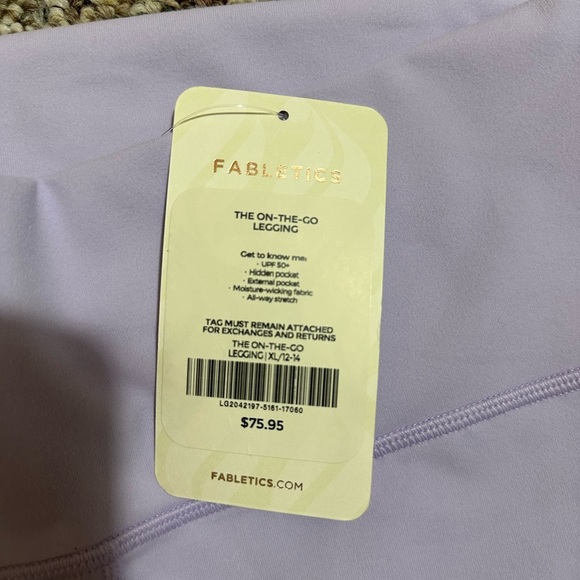 FABLETICS
THE ON-THE-GO
LEGGING
Get to know me:
• UPF 50+
• Hidden pocket
• External pocket
• Moisture-wicking fabric
• All-way stretch
TAG MUST REMAIN ATTACHED
FOR EXCHANGES AND RETURNS
THE ON-THE-GO
LEGGING | XL/12-14
LG2042197-5161-17060
$75.95
FABLETICS.COM